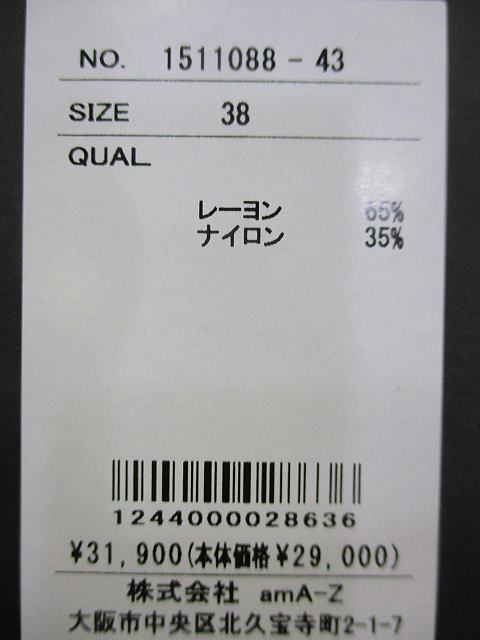 NO. 1511088 - 43
SIZE 38
QUAL
レーヨン 65%
ナイロン 35%
1244000028636
¥31,900(本体価格¥29,000)
株式会社 amA-Z
大阪市中央区北久宝寺町2-1-7